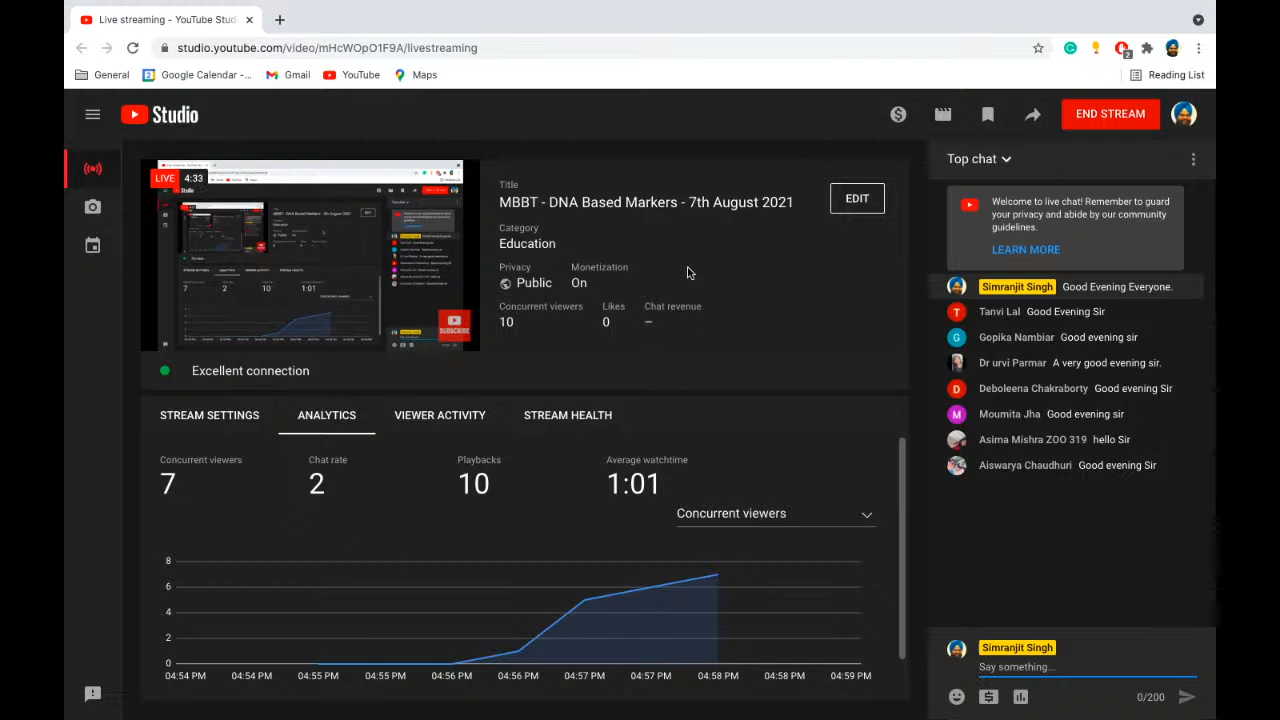 Live streaming - YouTube Stud
studio.youtube.com/video/mHcWOpO1F9A/livestreaming
2
General
Google Calendar -...
Gmail
YouTube
Maps
Reading List
Studio
END STREAM
LIVE 4:33
SUBSCRIBE
Title
MBBT - DNA Based Markers - 7th August 2021
EDIT
Category
Education
Privacy Monetization
Public On
Concurrent viewers Likes Chat revenue
10 0 –
Excellent connection
STREAM SETTINGS ANALYTICS VIEWER ACTIVITY STREAM HEALTH
Concurrent viewers Chat rate Playbacks Average watchtime
7 2 10 1:01
Concurrent viewers
8
6
4
2
0
04:54 PM 04:54 PM 04:55 PM 04:55 PM 04:56 PM 04:56 PM 04:57 PM 04:57 PM 04:58 PM 04:58 PM 04:59 PM
Top chat
Welcome to live chat! Remember to guard
your privacy and abide by our community
guidelines.
LEARN MORE
Simranjit Singh Good Evening Everyone.
T Tanvi Lal Good Evening Sir
G Gopika Nambiar Good evening sir
Dr urvi Parmar A very good evening sir.
D Deboleena Chakraborty Good evening Sir
M Moumita Jha Good evening sir
Asima Mishra ZOO 319 hello Sir
Aiswarya Chaudhuri Good evening Sir
Simranjit Singh
Say something...
0/200